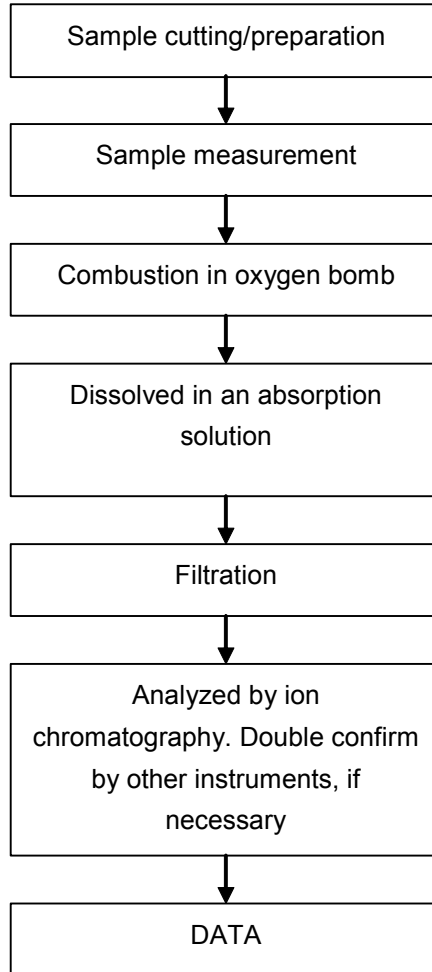 Sample cutting/preparation
Sample measurement
Combustion in oxygen bomb
Dissolved in an absorption
solution
Filtration
Analyzed by ion
chromatography. Double confirm
by other instruments, if
necessary
DATA